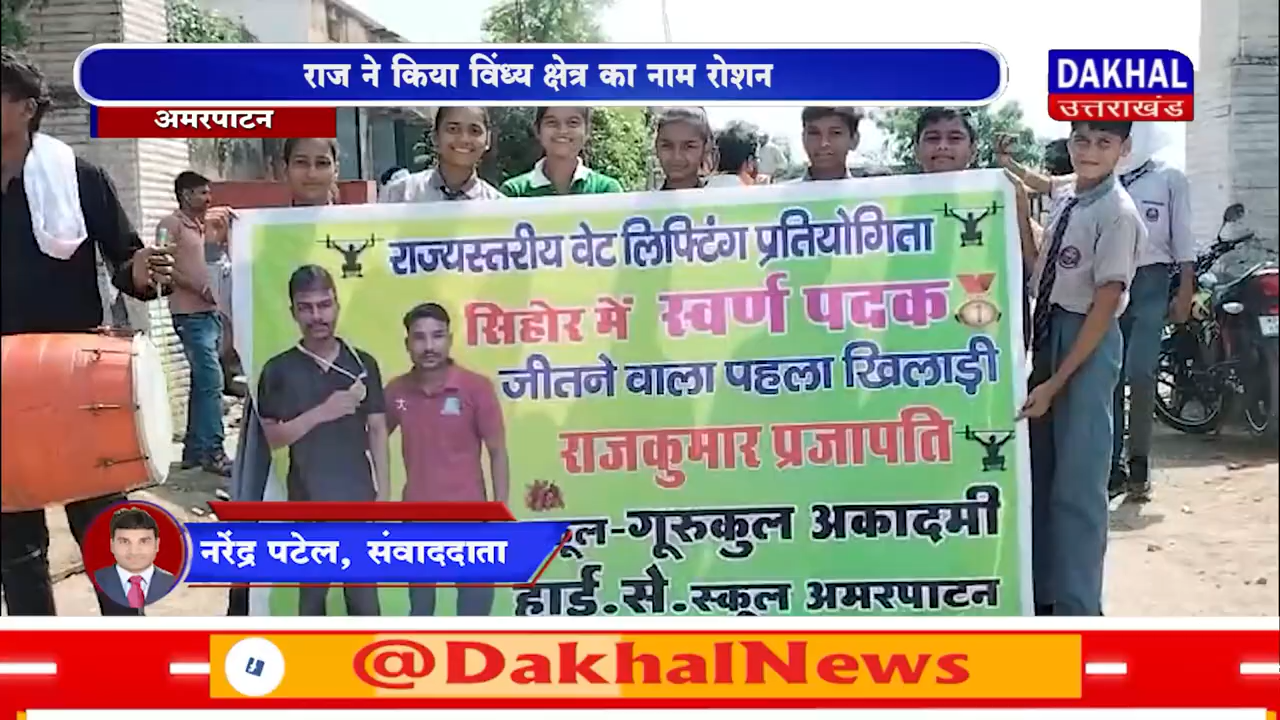 राज ने किया विंध्य क्षेत्र का नाम रोशन
DAKHAL
उत्तराखंड
अमरपाटन
राज्यस्तरीय वेट लिफ्टिंग प्रतियोगिता
सिहोर में स्वर्ण पदक
जीतने वाला पहला खिलाड़ी
राजकुमार प्रजापति
गूरुकुल अकादमी
हाई.से.स्कूल अमरपाटन
नरेंद्र पटेल, संवाददाता
@DakhalNews